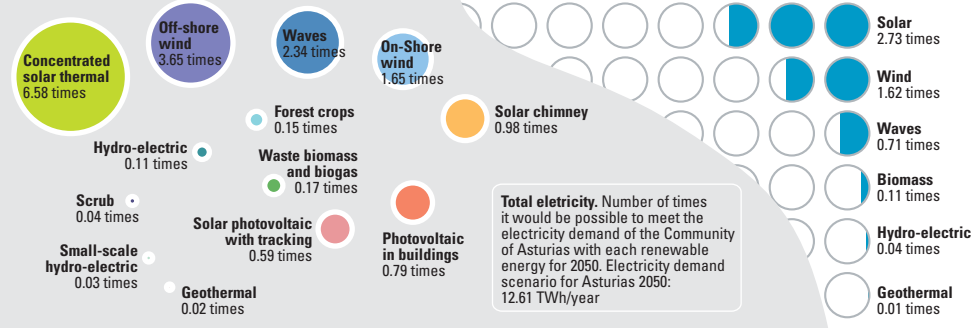 Concentrated
solar thermal
6.58 times
Off-shore
wind
3.65 times
Waves
2.34 times
On-Shore
wind
1.65 times
Forest crops
0.15 times
Solar chimney
0.98 times
Hydro-electric
0.11 times
Waste biomass
and biogas
0.17 times
Scrub
0.04 times
Solar photovoltaic
with tracking
0.59 times
Photovoltaic
in buildings
0.79 times
Small-scale
hydro-electric
0.03 times
Geothermal
0.02 times
Total eletricity. Number of times
it would be possible to meet the
electricity demand of the Community
of Asturias with each renewable
energy for 2050. Electricity demand
scenario for Asturias 2050:
12.61 TWh/year
Solar
2.73 times
Wind
1.62 times
Waves
0.71 times
Biomass
0.11 times
Hydro-electric
0.04 times
Geothermal
0.01 times